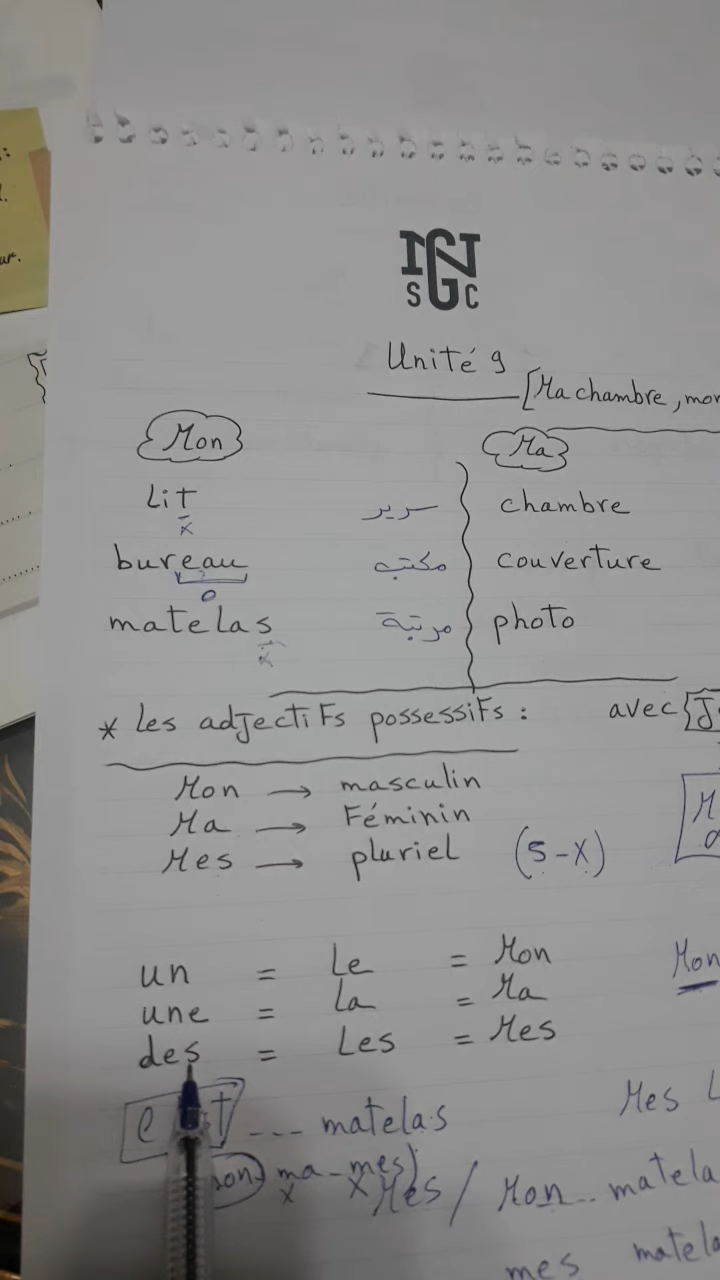 IGN
SGC
Unité 9
[Ma chambre, mon
Mon
Ma
Lit سرير chambre
x
bureau مكتب couverture
o
matelas مرتبة photo
x
* Les adjectifs possessifs : avec
Mon → masculin
Ma → Féminin
Mes → pluriel (s-x)
un = Le = Mon Mon
une = La = Ma
des = Les = Mes
--- matelas Mes L
ma - mes)
x x
Mes / Mon .. matela
mes matela